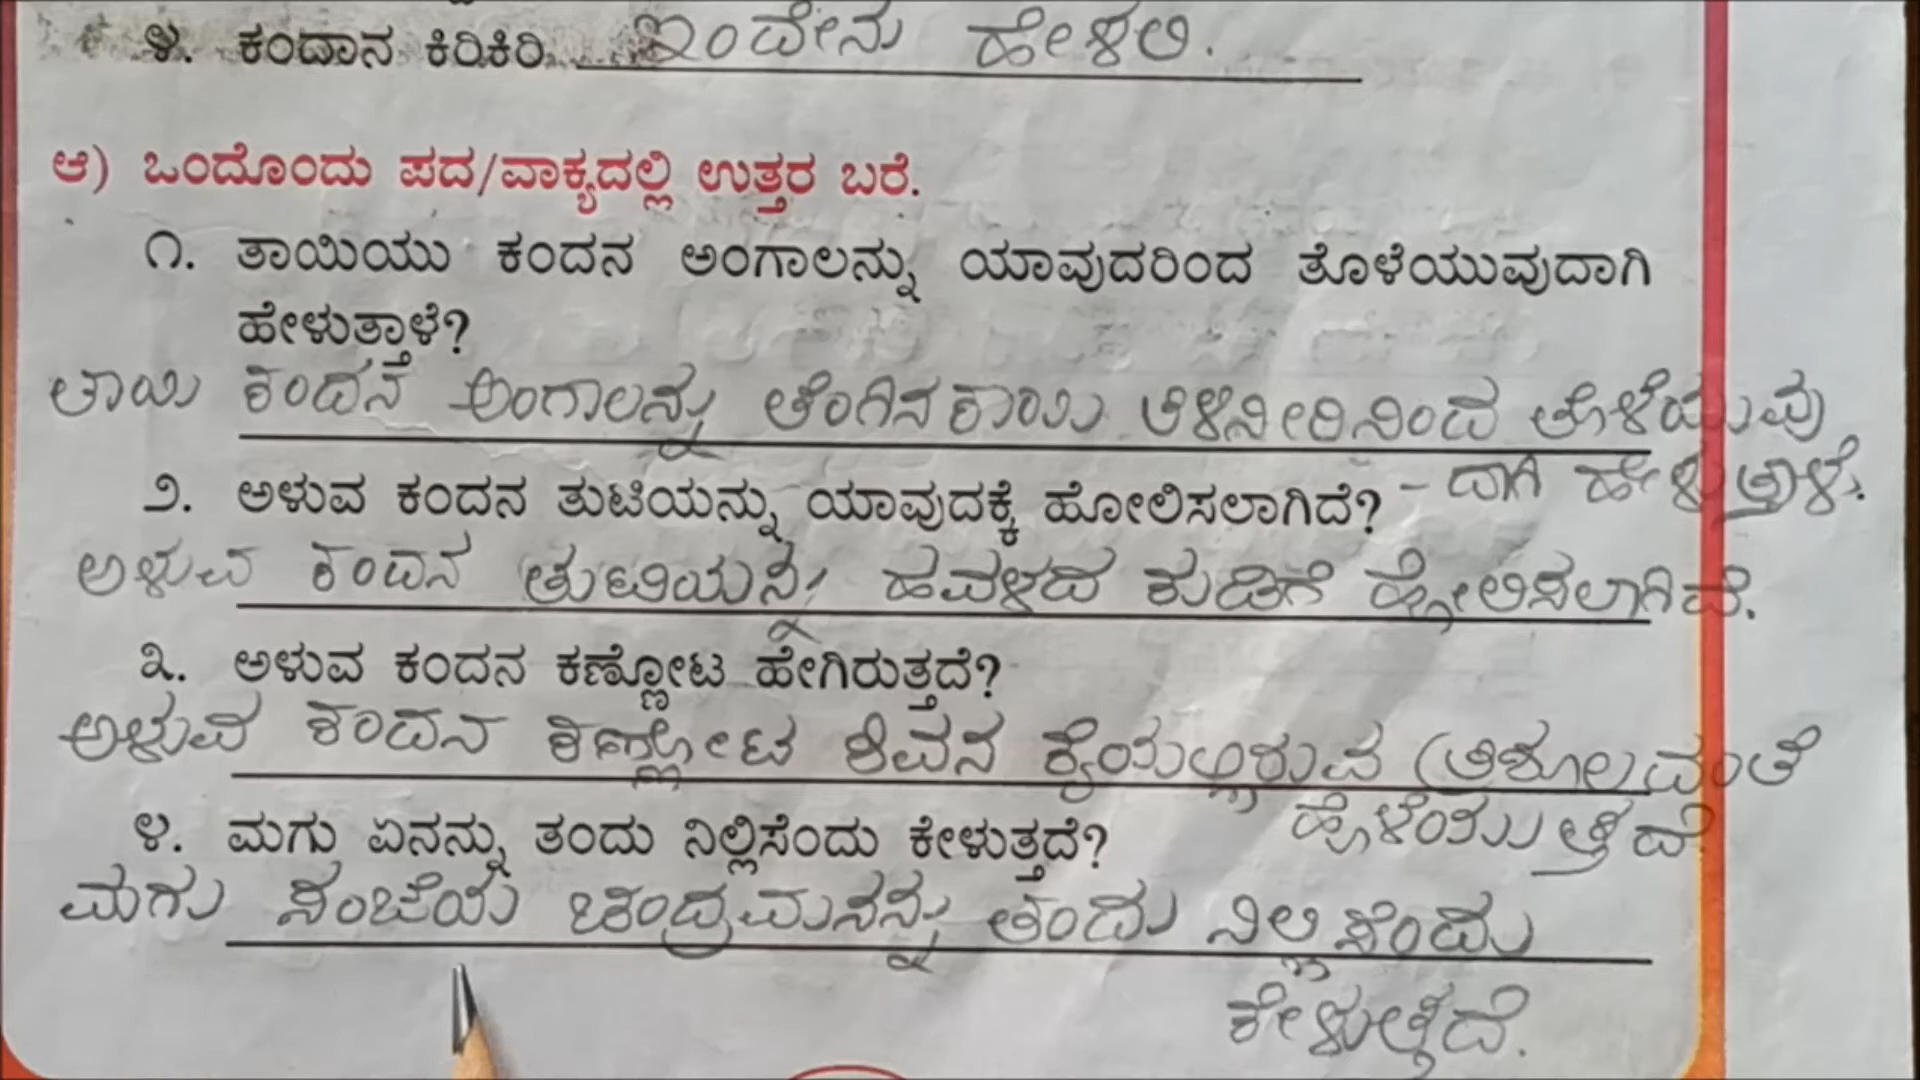 ೪. ಕಂದಾನ ಕಿರಿಕಿರಿ ಇಂದೇನು ಹೇಳಲಿ.
ಆ) ಒಂದೊಂದು ಪದ/ವಾಕ್ಯದಲ್ಲಿ ಉತ್ತರ ಬರೆ.
೧. ತಾಯಿಯು ಕಂದನ ಅಂಗಾಲನ್ನು ಯಾವುದರಿಂದ ತೊಳೆಯುವುದಾಗಿ
ಹೇಳುತ್ತಾಳೆ?
ತಾಯಿ ಕಂದನ ಅಂಗಾಲನ್ನು ತೆಂಗಿನಕಾಯಿ ತಿಳಿನೀರಿನಿಂದ ತೊಳೆಯುವು
- ದಾಗಿ ಹೇಳುತ್ತಾಳೆ.
೨. ಅಳುವ ಕಂದನ ತುಟಿಯನ್ನು ಯಾವುದಕ್ಕೆ ಹೋಲಿಸಲಾಗಿದೆ?
ಅಳುವ ಕಂದನ ತುಟಿಯನ್ನು ಹವಳದ ಕುಡಿಗೆ ಹೋಲಿಸಲಾಗಿದೆ.
೩. ಅಳುವ ಕಂದನ ಕಣ್ಣೋಟ ಹೇಗಿರುತ್ತದೆ?
ಅಳುವ ಕಂದನ ಕಣ್ಣೋಟ ಶಿವನ ಕೈಯಲ್ಲಿರುವ ತ್ರಿಶೂಲದಂತೆ
ಹೊಳೆಯುತ್ತದೆ
೪. ಮಗು ಏನನ್ನು ತಂದು ನಿಲ್ಲಿಸೆಂದು ಕೇಳುತ್ತದೆ?
ಮಗು ಸಂಜೆಯ ಚಂದ್ರಮನನ್ನು ತಂದು ನಿಲ್ಲಿಸೆಂದು
ಕೇಳುತ್ತಿದೆ.